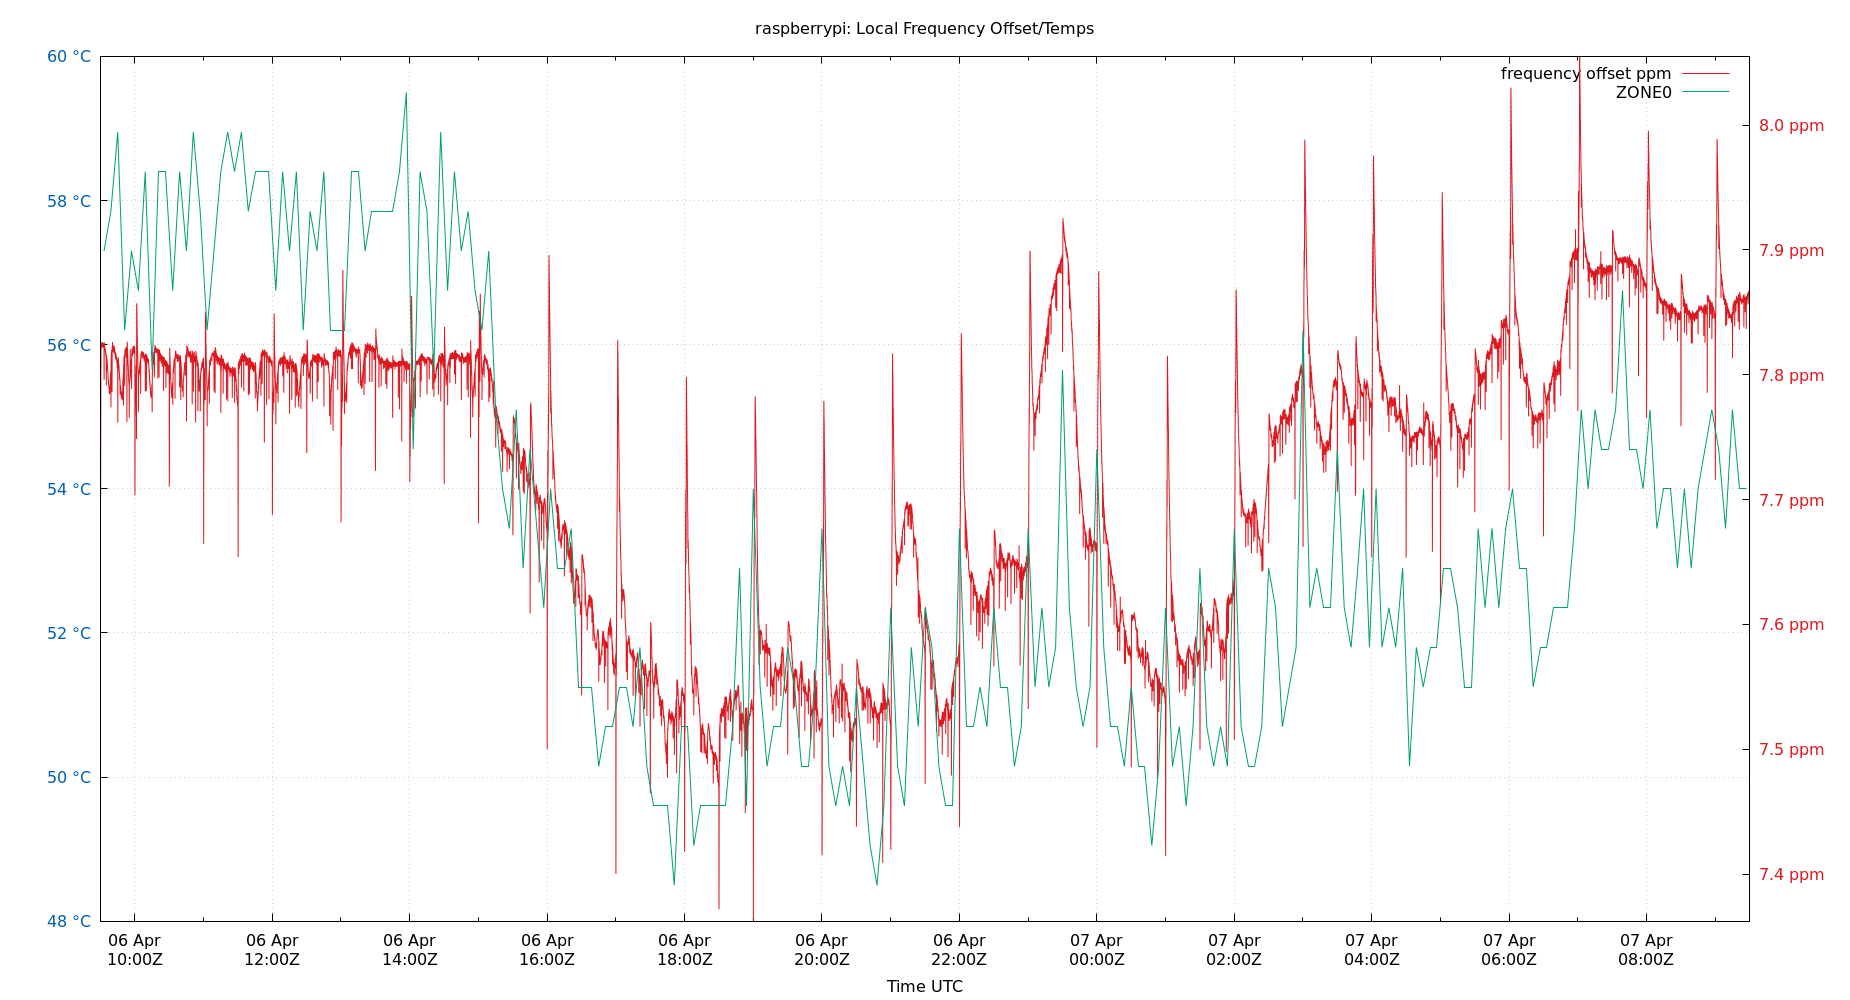 raspberrypi: Local Frequency Offset/Temps
60 °C
58 °C
56 °C
54 °C
52 °C
50 °C
48 °C
frequency offset ppm
ZONE0
8.0 ppm
7.9 ppm
7.8 ppm
7.7 ppm
7.6 ppm
7.5 ppm
7.4 ppm
06 Apr 06 Apr 06 Apr 06 Apr 06 Apr 06 Apr 06 Apr 07 Apr 07 Apr 07 Apr 07 Apr 07 Apr
10:00Z 12:00Z 14:00Z 16:00Z 18:00Z 20:00Z 22:00Z 00:00Z 02:00Z 04:00Z 06:00Z 08:00Z
Time UTC